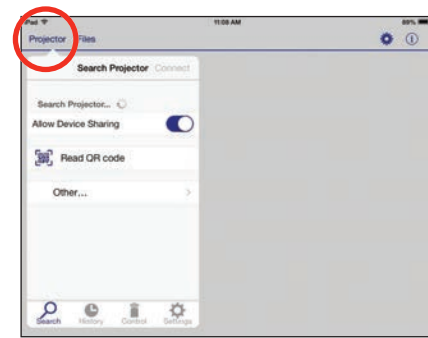 iPad 11:08 AM 89%
Projector Files
Search Projector Connect
Search Projector...
Allow Device Sharing
Read QR code
Other...
Search History Control Settings